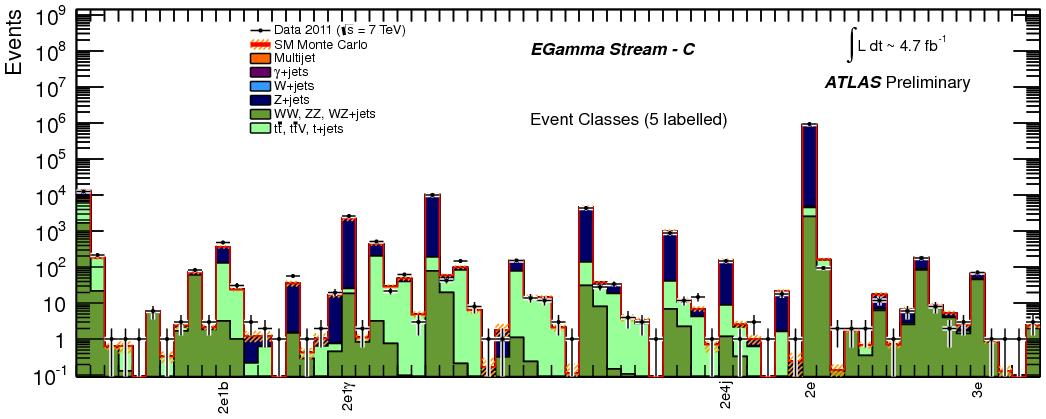 10⁹
10⁸
10⁷
10⁶
10⁵
10⁴
10³
10²
10
1
10⁻¹
Events
Data 2011 (√s = 7 TeV)
SM Monte Carlo
Multijet
γ+jets
W+jets
Z+jets
WW, ZZ, WZ+jets
tt̄, tt̄V, t+jets
EGamma Stream - C
∫L dt ~ 4.7 fb⁻¹
ATLAS Preliminary
Event Classes (5 labelled)
2e1b
2e1γ
2e4j
2e
3e